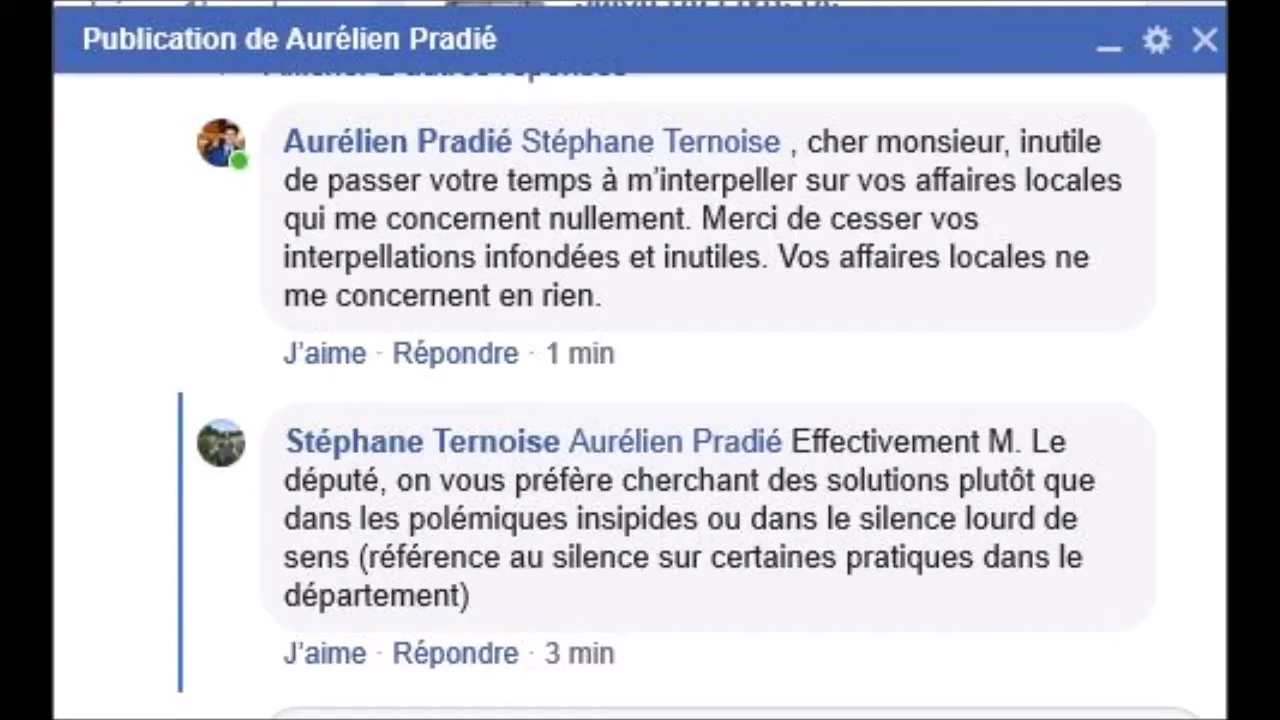 Publication de Aurélien Pradié
Aurélien Pradié Stéphane Ternoise , cher monsieur, inutile
de passer votre temps à m'interpeller sur vos affaires locales
qui me concernent nullement. Merci de cesser vos
interpellations infondées et inutiles. Vos affaires locales ne
me concernent en rien.
J'aime · Répondre · 1 min
Stéphane Ternoise Aurélien Pradié Effectivement M. Le
député, on vous préfère cherchant des solutions plutôt que
dans les polémiques insipides ou dans le silence lourd de
sens (référence au silence sur certaines pratiques dans le
département)
J'aime · Répondre · 3 min